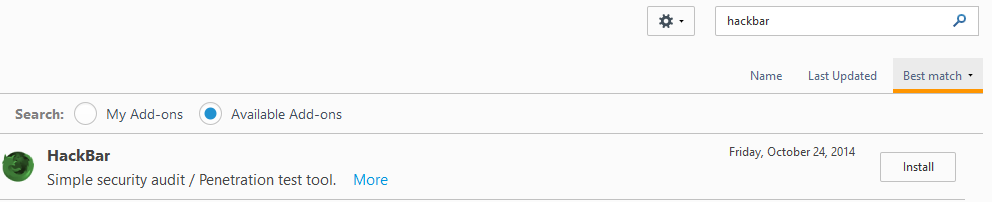 hackbar
Name Last Updated Best match
Search: My Add-ons Available Add-ons
HackBar Friday, October 24, 2014 Install
Simple security audit / Penetration test tool. More